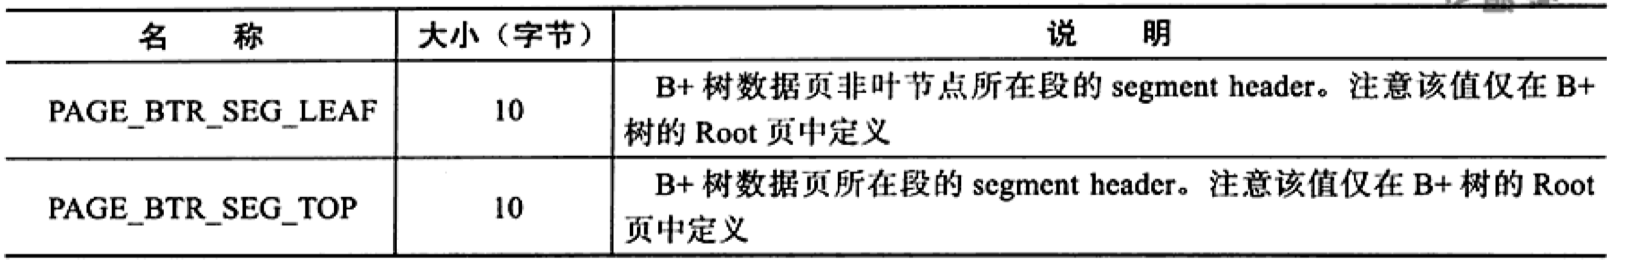 名 称 大小（字节） 说 明
PAGE_BTR_SEG_LEAF 10 B+ 树数据页非叶节点所在段的 segment header。注意该值仅在 B+
树的 Root 页中定义
PAGE_BTR_SEG_TOP 10 B+ 树数据页所在段的 segment header。注意该值仅在 B+ 树的 Root
页中定义